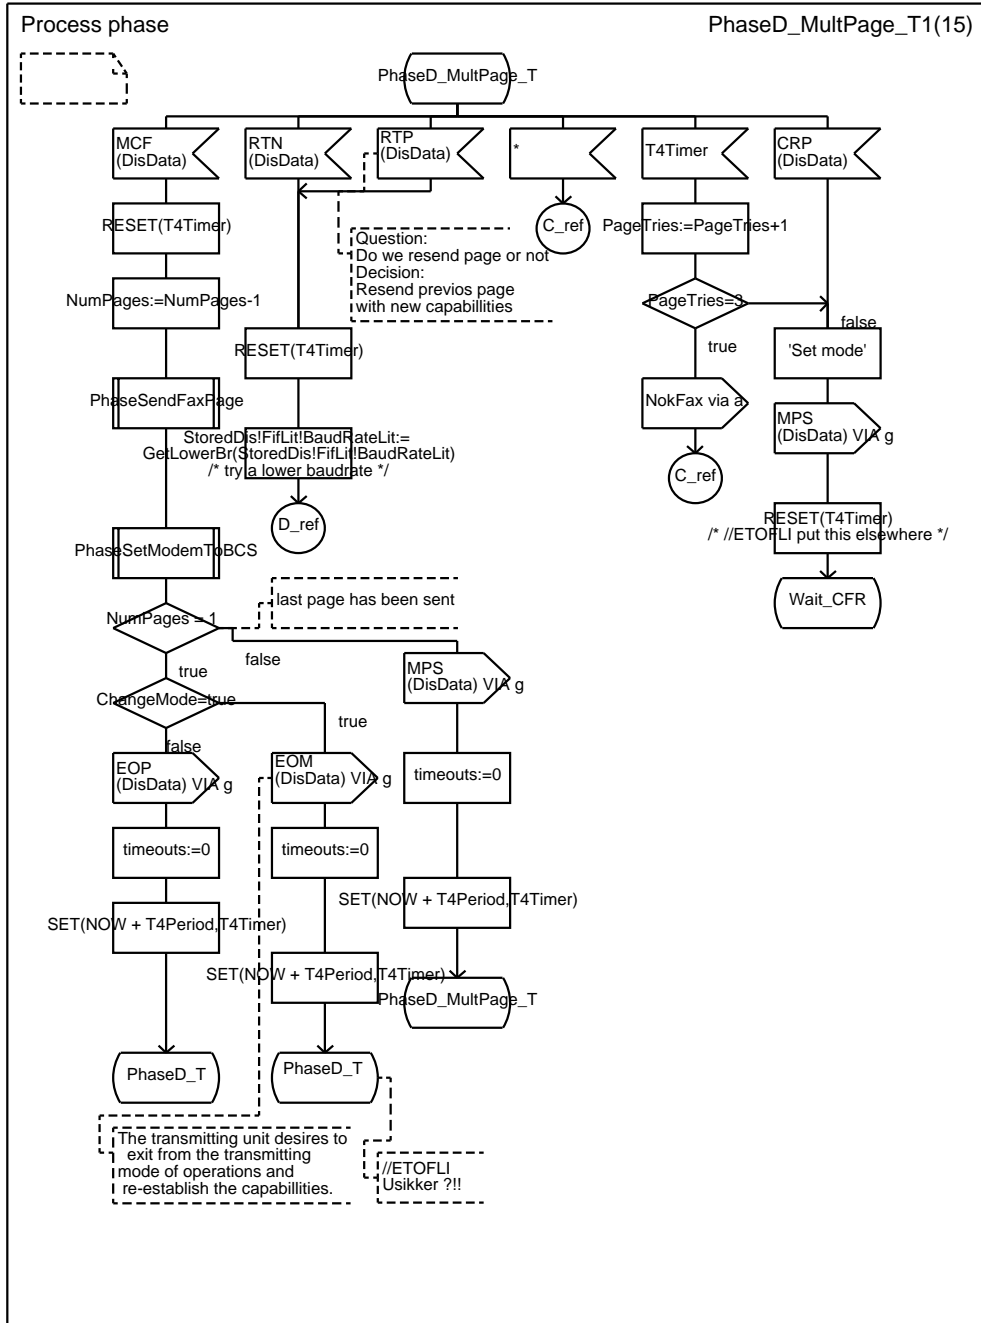 Process phase
PhaseD_MultPage_T1(15)
PhaseD_MultPage_T
MCF
(DisData)
RTN
(DisData)
RTP
(DisData)
*
T4Timer
CRP
(DisData)
RESET(T4Timer)
C_ref
PageTries:=PageTries+1
Question:
Do we resend page or not
Decision:
Resend previos page
with new capabillities
NumPages:=NumPages-1
PageTries=3
false
true
RESET(T4Timer)
'Set mode'
PhaseSendFaxPage
NokFax via a
MPS
(DisData) VIA g
StoredDis!FifLit!BaudRateLit:=
GetLowerBr(StoredDis!FifLit!BaudRateLit)
/* try a lower baudrate */
C_ref
D_ref
RESET(T4Timer)
/* //ETOFLI put this elsewhere */
PhaseSetModemToBCS
last page has been sent
Wait_CFR
NumPages = 1
false
true
MPS
(DisData) VIA g
ChangeMode=true
true
false
EOP
(DisData) VIA g
EOM
(DisData) VIA g
timeouts:=0
timeouts:=0
timeouts:=0
SET(NOW + T4Period,T4Timer)
SET(NOW + T4Period,T4Timer)
SET(NOW + T4Period,T4Timer)
PhaseD_MultPage_T
PhaseD_T
PhaseD_T
The transmitting unit desires to
exit from the transmitting
mode of operations and
re-establish the capabillities.
//ETOFLI
Usikker ?!!